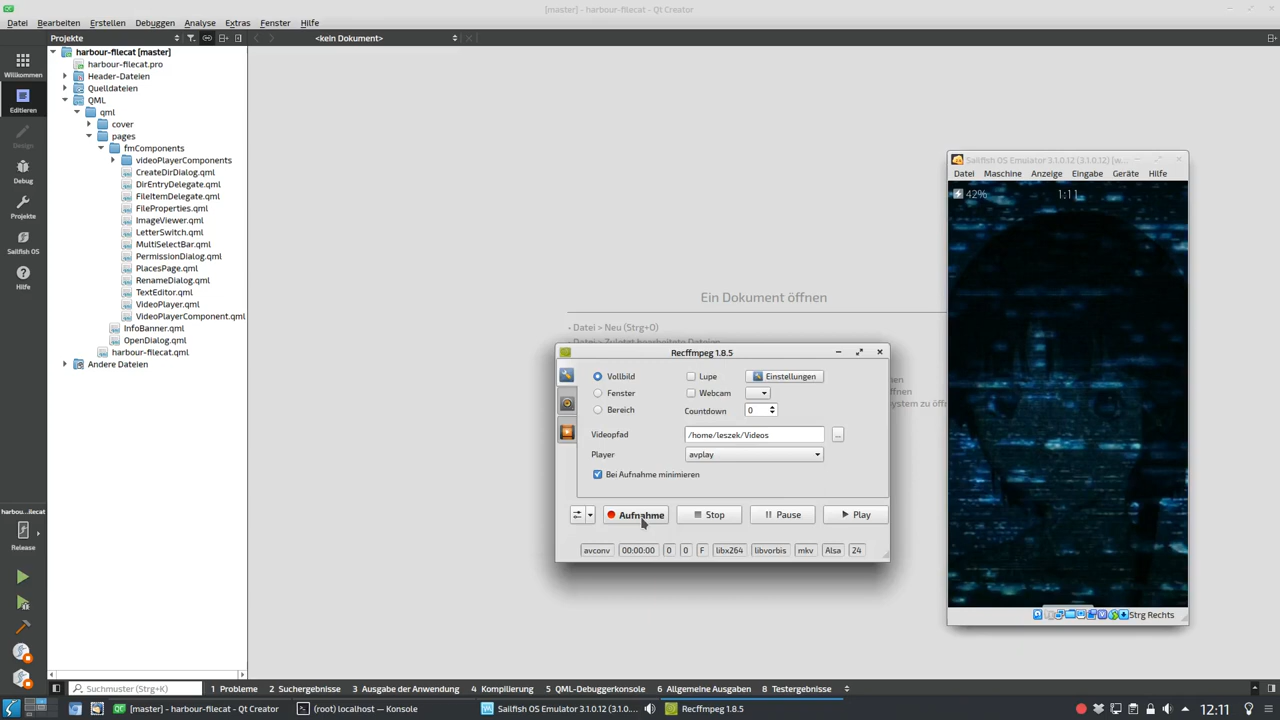 [master] - harbour-filecat - Qt Creator
Datei Bearbeiten Erstellen Debuggen Analyse Extras Fenster Hilfe
Projekte
<kein Dokument>
Willkommen
Editieren
Design
Debug
Projekte
Sailfish OS
Hilfe
harbour-filecat [master]
harbour-filecat.pro
Header-Dateien
Quelldateien
QML
qml
cover
pages
fmComponents
videoPlayerComponents
CreateDirDialog.qml
DirEntryDelegate.qml
FileItemDelegate.qml
FileProperties.qml
ImageViewer.qml
LetterSwitch.qml
MultiSelectBar.qml
PermissionDialog.qml
PlacesPage.qml
RenameDialog.qml
TextEditor.qml
VideoPlayer.qml
VideoPlayerComponent.qml
InfoBanner.qml
OpenDialog.qml
harbour-filecat.qml
Andere Dateien
harbou...ilecat
Release
Ein Dokument öffnen
• Datei > Neu (Strg+O)
Recffmpeg 1.8.5
Vollbild
Lupe
Einstellungen
Fenster
Webcam
Bereich
Countdown
0
Videopfad
/home/leszek/Videos
...
Player
avplay
Bei Aufnahme minimieren
Aufnahme
Stop
Pause
Play
avconv 00:00:00 0 0 F libx264 libvorbis mkv Alsa 24
Sailfish OS Emulator 3.1.0.12 (3.1.0.12) [w...
Datei Maschine Anzeige Eingabe Geräte Hilfe
42%
1:11
Strg Rechts
Suchmuster (Strg+K)
1 Probleme 2 Suchergebnisse 3 Ausgabe der Anwendung 4 Kompilierung 5 QML-Debuggerkonsole 6 Allgemeine Ausgaben 8 Testergebnisse
[master] - harbour-filecat - Qt Creator
(root) localhost — Konsole
Sailfish OS Emulator 3.1.0.12 (3.1.0....
Recffmpeg 1.8.5
12:11